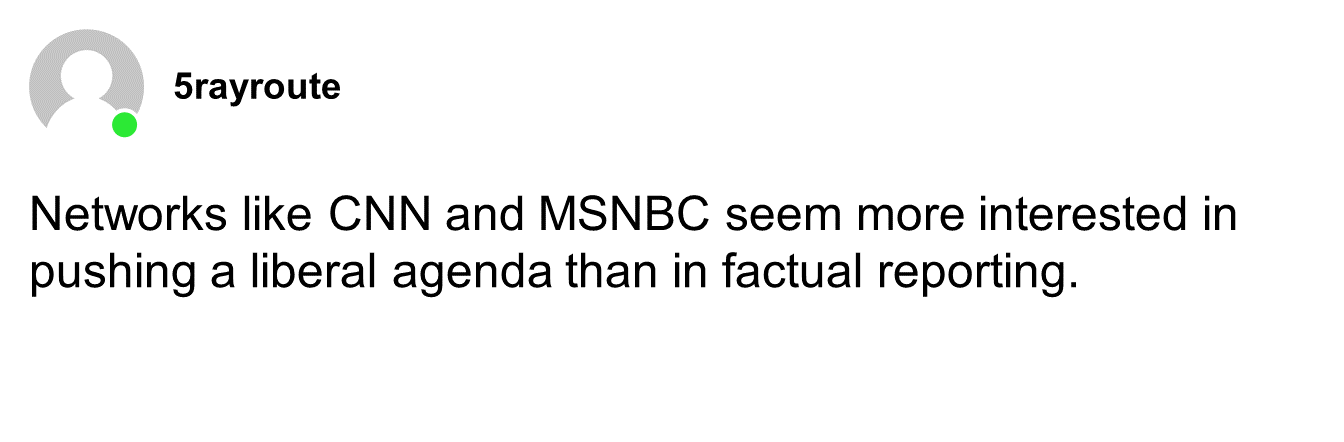 5rayroute
Networks like CNN and MSNBC seem more interested in
pushing a liberal agenda than in factual reporting.